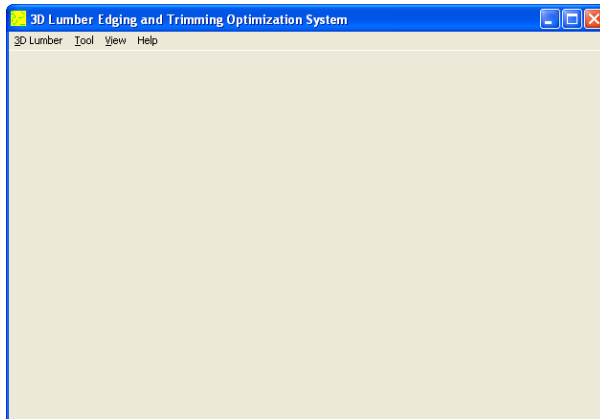 3D Lumber Edging and Trimming Optimization System
3D Lumber Tool View Help